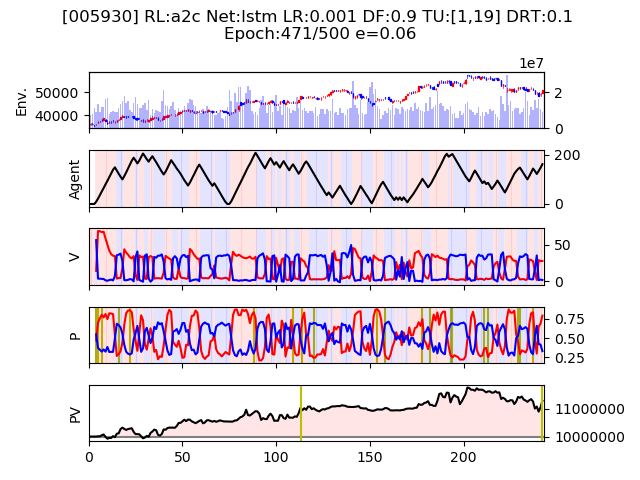 [005930] RL:a2c Net:lstm LR:0.001 DF:0.9 TU:[1,19] DRT:0.1
Epoch:471/500 e=0.06
1e7
Env.
50000
40000
2
0
Agent
200
0
V
50
0
P
0.75
0.50
0.25
PV
11000000
10000000
0 50 100 150 200